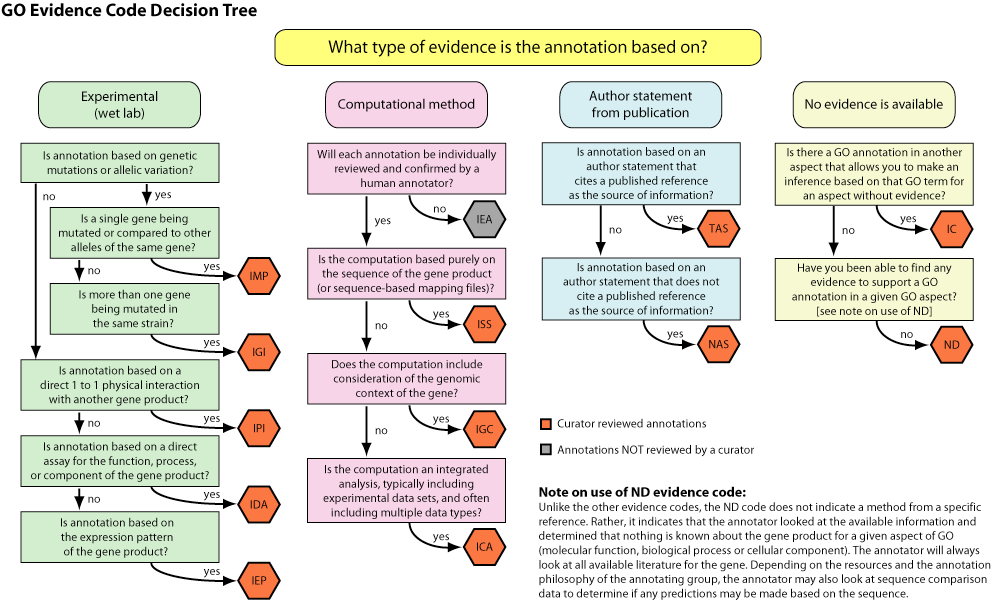 GO Evidence Code Decision Tree
What type of evidence is the annotation based on?
Experimental
(wet lab)
Is annotation based on genetic
mutations or allelic variation?
no
yes
Is a single gene being
mutated or compared to other
alleles of the same gene?
no
yes
IMP
Is more than one gene
being mutated in
the same strain?
yes
IGI
Is annotation based on a
direct 1 to 1 physical interaction
with another gene product?
no
yes
IPI
Is annotation based on a direct
assay for the function, process,
or component of the gene product?
no
yes
IDA
Is annotation based on
the expression pattern
of the gene product?
yes
IEP
Computational method
Will each annotation be individually
reviewed and confirmed by a
human annotator?
yes
no
IEA
Is the computation based purely on
the sequence of the gene product
(or sequence-based mapping files)?
no
yes
ISS
Does the computation include
consideration of the genomic
context of the gene?
no
yes
IGC
Is the computation an integrated
analysis, typically including
experimental data sets, and often
including multiple data types?
yes
ICA
Author statement
from publication
Is annotation based on an
author statement that
cites a published reference
as the source of information?
no
yes
TAS
Is annotation based on an
author statement that does not
cite a published reference
as the source of information?
yes
NAS
No evidence is available
Is there a GO annotation in another
aspect that allows you to make an
inference based on that GO term for
an aspect without evidence?
no
yes
IC
Have you been able to find any
evidence to support a GO
annotation in a given GO aspect?
[see note on use of ND]
no
ND
Curator reviewed annotations
Annotations NOT reviewed by a curator
Note on use of ND evidence code:
Unlike the other evidence codes, the ND code does not indicate a method from a specific
reference. Rather, it indicates that the annotator looked at the available information and
determined that nothing is known about the gene product for a given aspect of GO
(molecular function, biological process or cellular component). The annotator will always
look at all available literature for the gene. Depending on the resources and the annotation
philosophy of the annotating group, the annotator may also look at sequence comparison
data to determine if any predictions may be made based on the sequence.